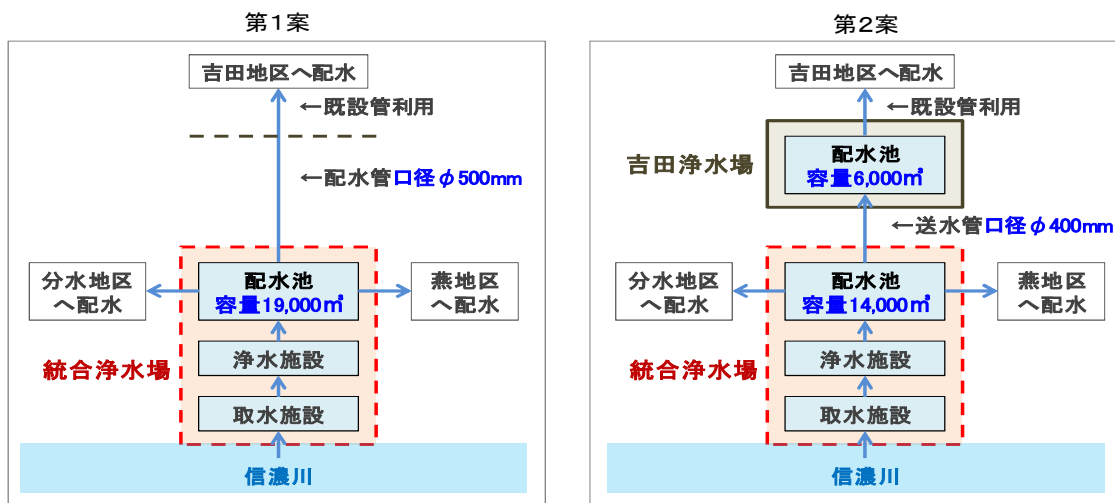 第1案
吉田地区へ配水
←既設管利用
←配水管口径φ500mm
分水地区
へ配水
配水池
容量19,000㎥
燕地区
へ配水
浄水施設
統合浄水場
取水施設
信濃川
第2案
吉田地区へ配水
←既設管利用
吉田浄水場
配水池
容量6,000㎥
←送水管口径φ400mm
分水地区
へ配水
配水池
容量14,000㎥
燕地区
へ配水
浄水施設
統合浄水場
取水施設
信濃川